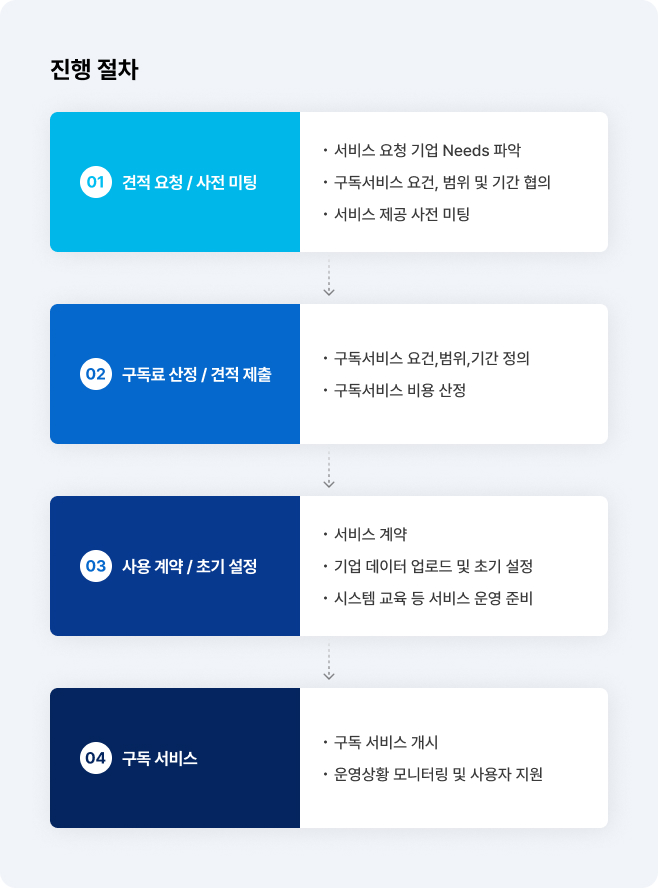 진행 절차
01 견적 요청 / 사전 미팅
· 서비스 요청 기업 Needs 파악
· 구독서비스 요건, 범위 및 기간 협의
· 서비스 제공 사전 미팅
02 구독료 산정 / 견적 제출
· 구독서비스 요건,범위,기간 정의
· 구독서비스 비용 산정
03 사용 계약 / 초기 설정
· 서비스 계약
· 기업 데이터 업로드 및 초기 설정
· 시스템 교육 등 서비스 운영 준비
04 구독 서비스
· 구독 서비스 개시
· 운영상황 모니터링 및 사용자 지원